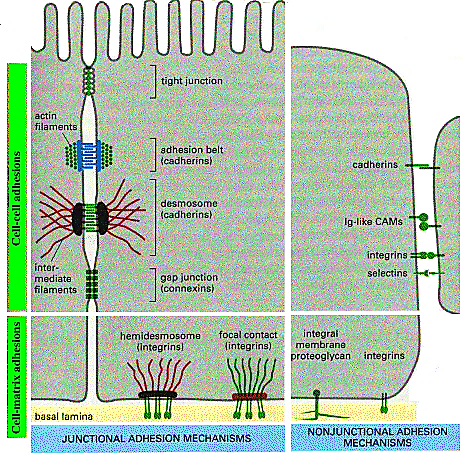 Cell-cell adhesions
tight junction
actin
filaments
adhesion belt
(cadherins)
desmosome
(cadherins)
inter-
mediate
filaments
gap junction
(connexins)
cadherins
Ig-like CAMs
integrins
selectins
Cell-matrix adhesions
hemidesmosome
(integrins)
focal contact
(integrins)
integral
membrane
proteoglycan
integrins
basal lamina
JUNCTIONAL ADHESION MECHANISMS
NONJUNCTIONAL ADHESION
MECHANISMS